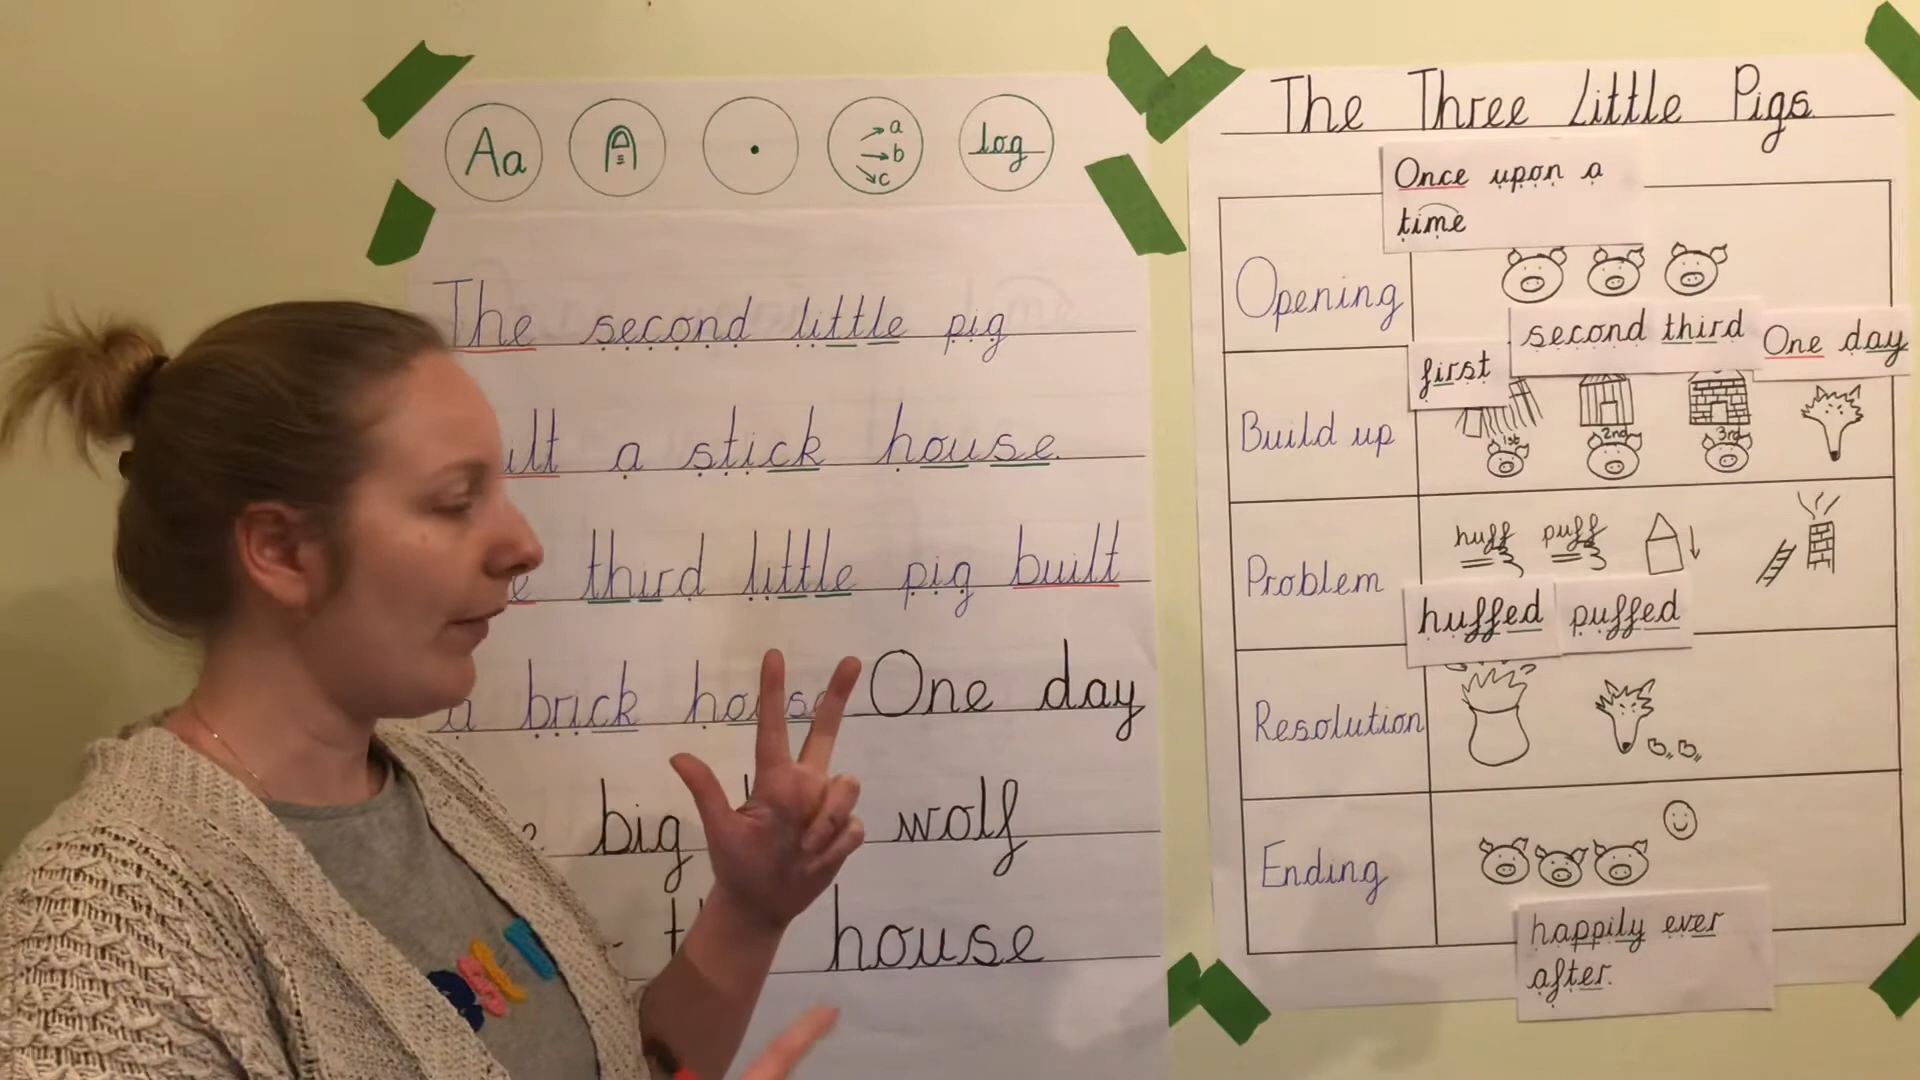 Aa
.
a
b
c
log
The second little pig
a stick house.
third little pig built
a brick house One day
big wolf
house
The Three Little Pigs
Once upon a
time
Opening
second third
One day
first
Build up
1st
2nd
3rd
huff puff
Problem
huffed puffed
Resolution
Ending
happily ever
after.